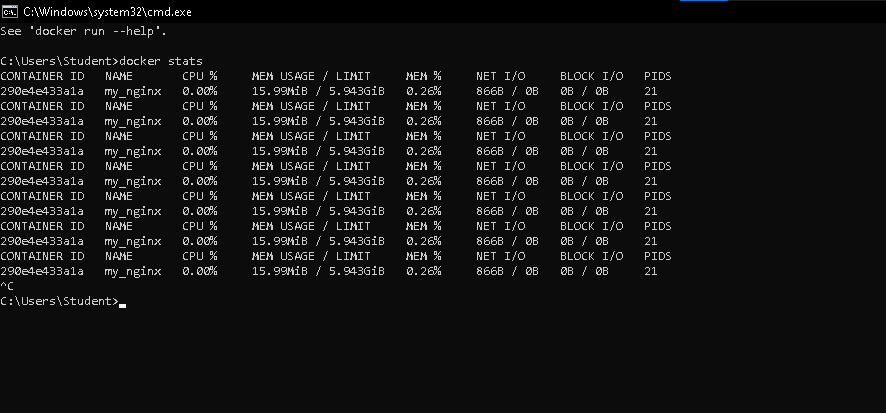 C:\Windows\system32\cmd.exe
See 'docker run --help'.
C:\Users\Student>docker stats
CONTAINER ID   NAME       CPU %     MEM USAGE / LIMIT     MEM %     NET I/O     BLOCK I/O   PIDS
290e4e433a1a   my_nginx   0.00%     15.99MiB / 5.943GiB   0.26%     866B / 0B   0B / 0B     21
CONTAINER ID   NAME       CPU %     MEM USAGE / LIMIT     MEM %     NET I/O     BLOCK I/O   PIDS
290e4e433a1a   my_nginx   0.00%     15.99MiB / 5.943GiB   0.26%     866B / 0B   0B / 0B     21
CONTAINER ID   NAME       CPU %     MEM USAGE / LIMIT     MEM %     NET I/O     BLOCK I/O   PIDS
290e4e433a1a   my_nginx   0.00%     15.99MiB / 5.943GiB   0.26%     866B / 0B   0B / 0B     21
CONTAINER ID   NAME       CPU %     MEM USAGE / LIMIT     MEM %     NET I/O     BLOCK I/O   PIDS
290e4e433a1a   my_nginx   0.00%     15.99MiB / 5.943GiB   0.26%     866B / 0B   0B / 0B     21
CONTAINER ID   NAME       CPU %     MEM USAGE / LIMIT     MEM %     NET I/O     BLOCK I/O   PIDS
290e4e433a1a   my_nginx   0.00%     15.99MiB / 5.943GiB   0.26%     866B / 0B   0B / 0B     21
CONTAINER ID   NAME       CPU %     MEM USAGE / LIMIT     MEM %     NET I/O     BLOCK I/O   PIDS
290e4e433a1a   my_nginx   0.00%     15.99MiB / 5.943GiB   0.26%     866B / 0B   0B / 0B     21
CONTAINER ID   NAME       CPU %     MEM USAGE / LIMIT     MEM %     NET I/O     BLOCK I/O   PIDS
290e4e433a1a   my_nginx   0.00%     15.99MiB / 5.943GiB   0.26%     866B / 0B   0B / 0B     21
^C
C:\Users\Student>